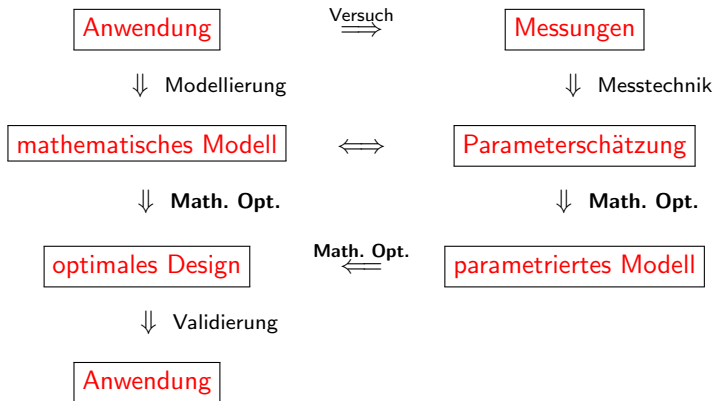 Anwendung Versuch ⟹ Messungen
⇓ Modellierung ⇓ Messtechnik
mathematisches Modell ⟺ Parameterschätzung
⇓ Math. Opt. ⇓ Math. Opt.
optimales Design Math. Opt. ⟸ parametriertes Modell
⇓ Validierung
Anwendung